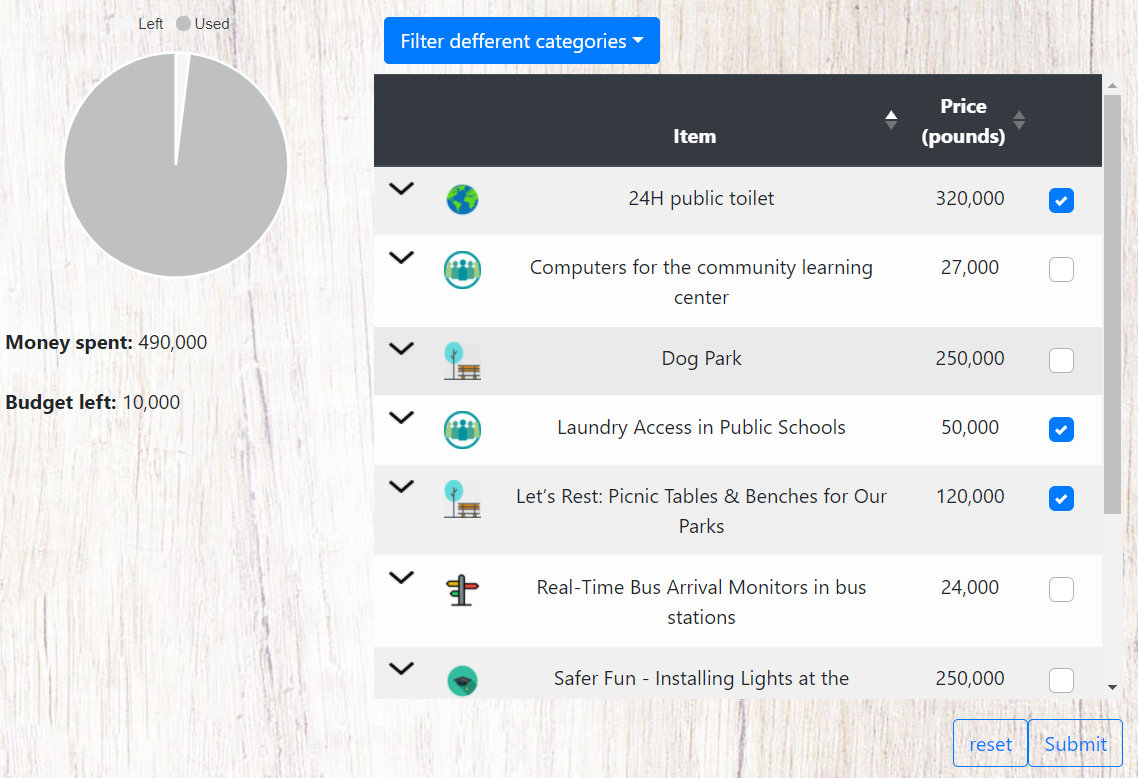 Left Used
Filter defferent categories
Money spent: 490,000
Budget left: 10,000
Item
Price
(pounds)
24H public toilet 320,000
Computers for the community learning 27,000
center
Dog Park 250,000
Laundry Access in Public Schools 50,000
Let’s Rest: Picnic Tables & Benches for Our 120,000
Parks
Real-Time Bus Arrival Monitors in bus 24,000
stations
Safer Fun - Installing Lights at the 250,000
reset Submit